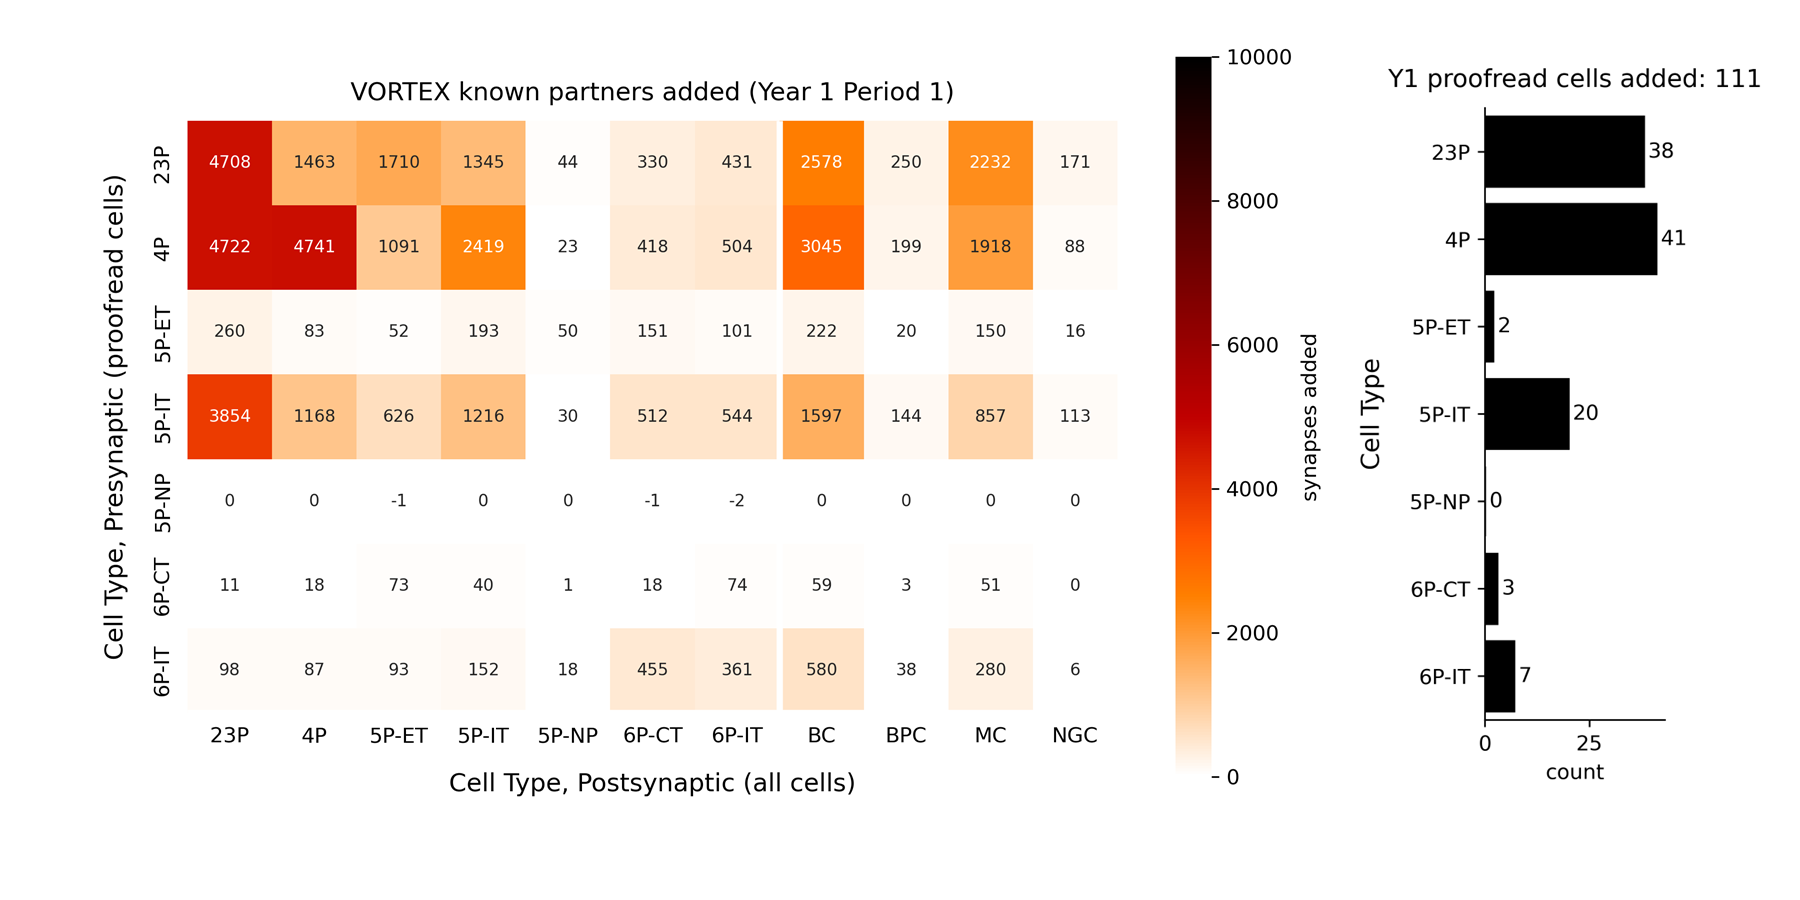 VORTEX known partners added (Year 1 Period 1)
Cell Type, Presynaptic (proofread cells)
23P 4708 1463 1710 1345 44 330 431 2578 250 2232 171
4P 4722 4741 1091 2419 23 418 504 3045 199 1918 88
5P-ET 260 83 52 193 50 151 101 222 20 150 16
5P-IT 3854 1168 626 1216 30 512 544 1597 144 857 113
5P-NP 0 0 -1 0 0 -1 -2 0 0 0 0
6P-CT 11 18 73 40 1 18 74 59 3 51 0
6P-IT 98 87 93 152 18 455 361 580 38 280 6
23P 4P 5P-ET 5P-IT 5P-NP 6P-CT 6P-IT BC BPC MC NGC
Cell Type, Postsynaptic (all cells)
10000
8000
6000
4000
2000
0
synapses added
Y1 proofread cells added: 111
Cell Type
23P 38
4P 41
5P-ET 2
5P-IT 20
5P-NP 0
6P-CT 3
6P-IT 7
0 25
count